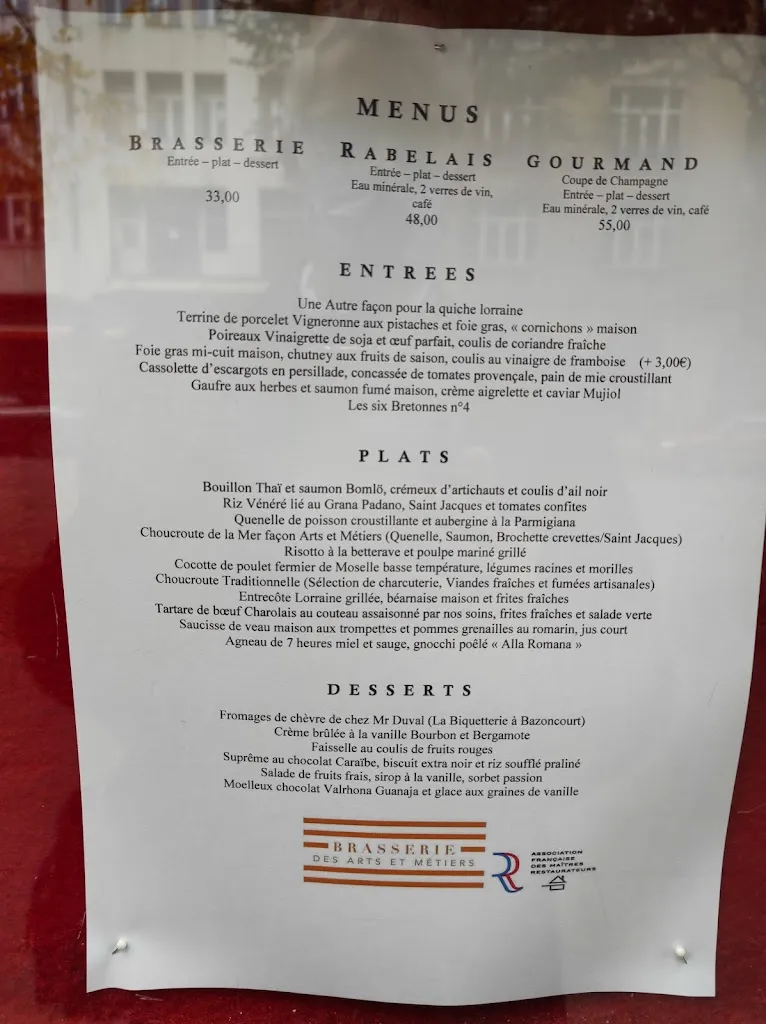 MENUS
BRASSERIE
Entrée – plat – dessert
33,00
RABELAIS
Entrée – plat – dessert
Eau minérale, 2 verres de vin,
café
48,00
GOURMAND
Coupe de Champagne
Entrée – plat – dessert
Eau minérale, 2 verres de vin, café
55,00
ENTREES
Une Autre façon pour la quiche lorraine
Terrine de porcelet Vigneronne aux pistaches et foie gras, « cornichons » maison
Poireaux Vinaigrette de soja et œuf parfait, coulis de coriandre fraîche
Foie gras mi-cuit maison, chutney aux fruits de saison, coulis au vinaigre de framboise (+ 3,00€)
Cassolette d'escargots en persillade, concassée de tomates provençale, pain de mie croustillant
Gaufre aux herbes et saumon fumé maison, crème aigrelette et caviar Mujiol
Les six Bretonnes n°4
PLATS
Bouillon Thaï et saumon Bomlö, crémeux d'artichauts et coulis d'ail noir
Riz Vénéré lié au Grana Padano, Saint Jacques et tomates confites
Quenelle de poisson croustillante et aubergine à la Parmigiana
Choucroute de la Mer façon Arts et Métiers (Quenelle, Saumon, Brochette crevettes/Saint Jacques)
Risotto à la betterave et poulpe mariné grillé
Cocotte de poulet fermier de Moselle basse température, légumes racines et morilles
Choucroute Traditionnelle (Sélection de charcuterie, Viandes fraîches et fumées artisanales)
Entrecôte Lorraine grillée, béarnaise maison et frites fraîches
Tartare de bœuf Charolais au couteau assaisonné par nos soins, frites fraîches et salade verte
Saucisse de veau maison aux trompettes et pommes grenailles au romarin, jus court
Agneau de 7 heures miel et sauge, gnocchi poêlé « Alla Romana »
DESSERTS
Fromages de chèvre de chez Mr Duval (La Biquetterie à Bazoncourt)
Crème brûlée à la vanille Bourbon et Bergamote
Faisselle au coulis de fruits rouges
Suprême au chocolat Caraïbe, biscuit extra noir et riz soufflé praliné
Salade de fruits frais, sirop à la vanille, sorbet passion
Moelleux chocolat Valrhona Guanaja et glace aux graines de vanille
BRASSERIE
DES ARTS ET MÉTIERS
ASSOCIATION
FRANÇAISE
DES MAÎTRES
RESTAURATEURS